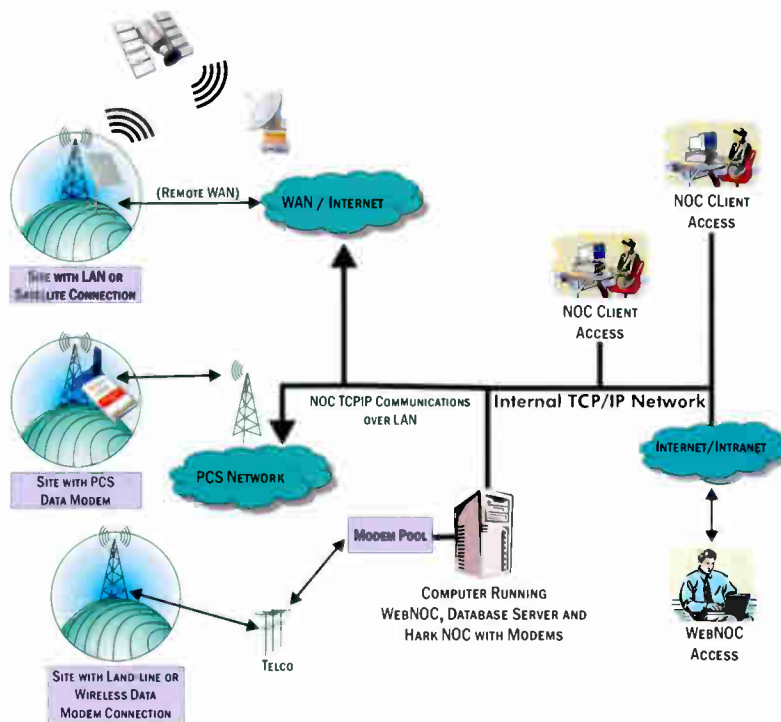 (REMOTE WAN)
WAN / INTERNET
SITE WITH LAN OR
SATELLITE CONNECTION
NOC CLIENT
ACCESS
NOC CLIENT
ACCESS
NOC TCPIP COMMUNICATIONS
OVER LAN
Internal TCP/IP Network
INTERNET/INTRANET
SITE WITH PCS
DATA MODEM
PCS NETWORK
MODEM POOL
COMPUTER RUNNING
WEBNOC, DATABASE SERVER AND
HARK NOC WITH MODEMS
WEBNOC
ACCESS
TELCO
SITE WITH LAND-LINE OR
WIRELESS DATA
MODEM CONNECTION